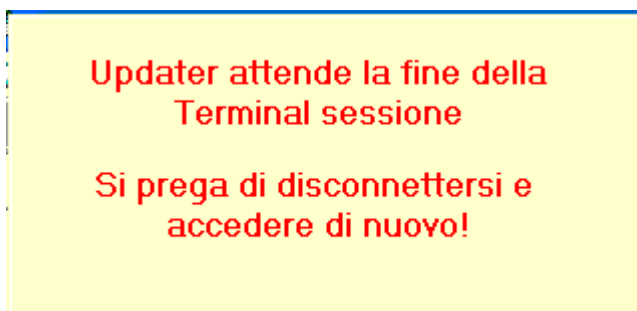 Updater attende la fine della
Terminal sessione
Si prega di disconnettersi e
accedere di nuovo!